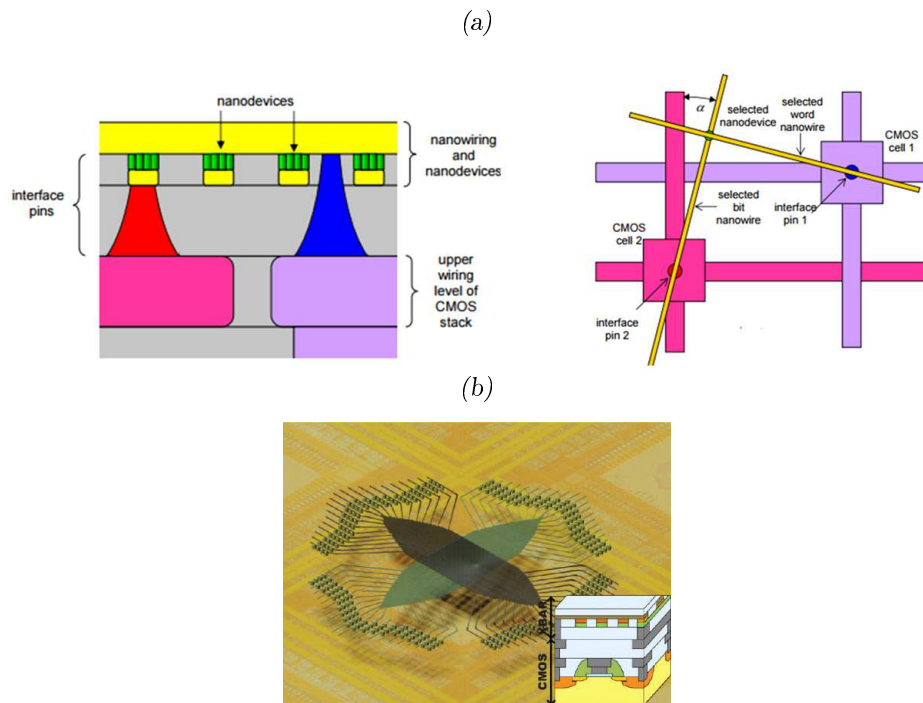 (a)
nanodevices
nanowiring
and
nanodevices
interface
pins
upper
wiring
level of
CMOS
stack
α
selected
nanodevice
selected
word
nanowire
CMOS
cell 1
interface
pin 1
selected
bit
nanowire
CMOS
cell 2
interface
pin 2
(b)
XBAR
CMOS